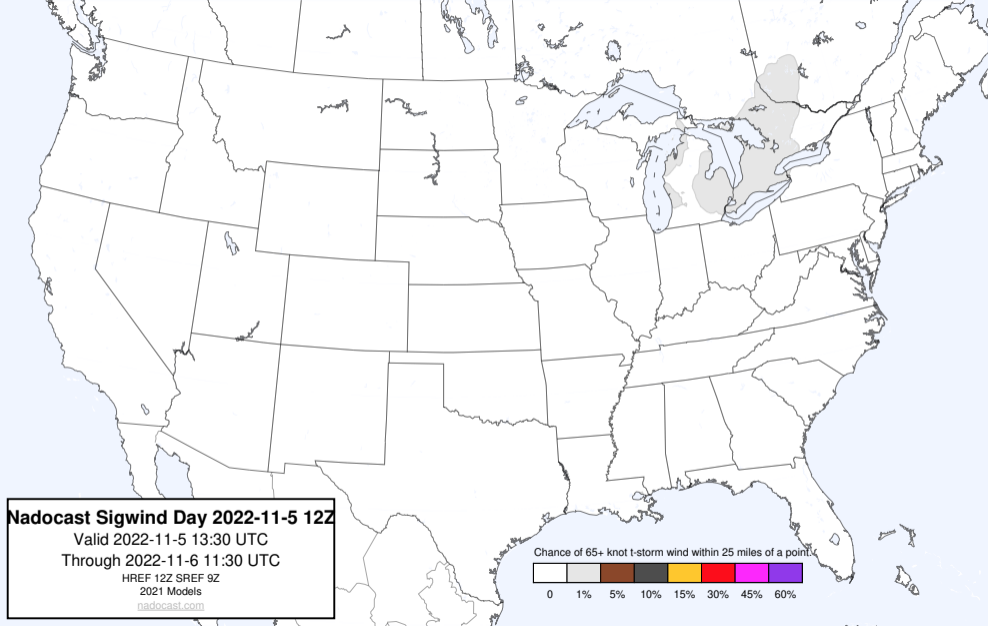 Nadocast Sigwind Day 2022-11-5 12Z
Valid 2022-11-5 13:30 UTC
Through 2022-11-6 11:30 UTC
HREF 12Z SREF 9Z
2021 Models
nadocast.com
Chance of 65+ knot t-storm wind within 25 miles of a point.
0 1% 5% 10% 15% 30% 45% 60%